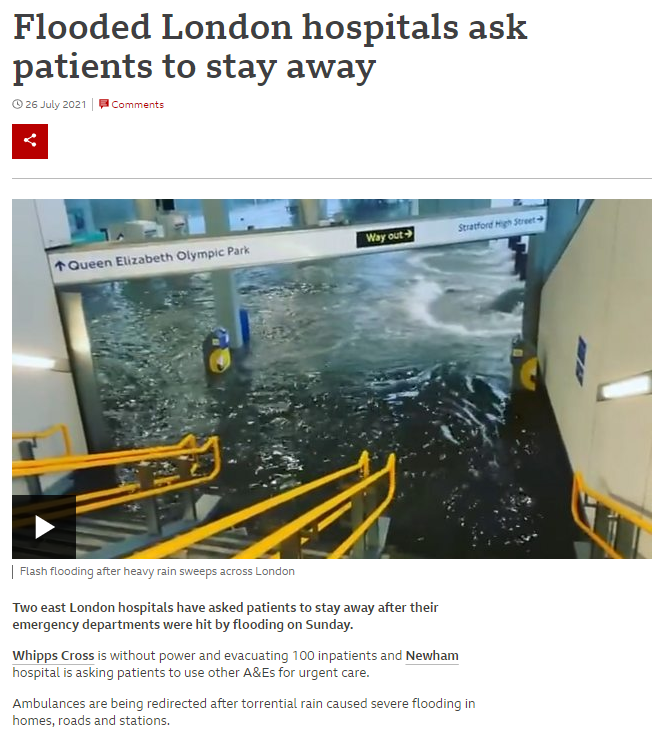 Flooded London hospitals ask
patients to stay away
26 July 2021 | Comments
Way out →
Stratford High Street →
↑ Queen Elizabeth Olympic Park
Flash flooding after heavy rain sweeps across London
Two east London hospitals have asked patients to stay away after their
emergency departments were hit by flooding on Sunday.
Whipps Cross is without power and evacuating 100 inpatients and Newham
hospital is asking patients to use other A&Es for urgent care.
Ambulances are being redirected after torrential rain caused severe flooding in
homes, roads and stations.